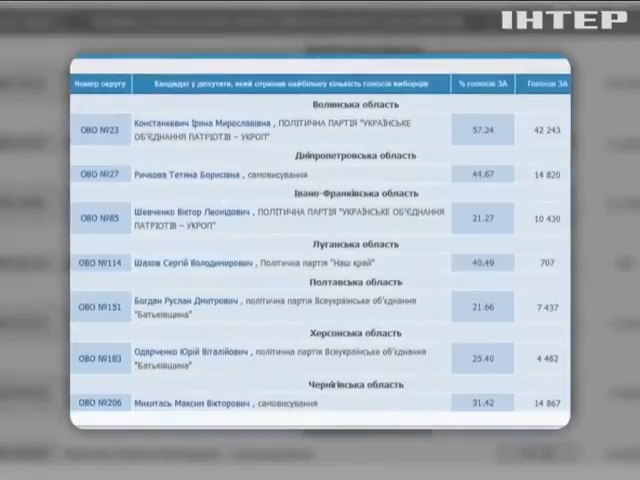 ІНТЕР
Номер округу Кандидат у депутати, який отримав найбільшу кількість голосів виборців % голосів ЗА Голосів ЗА
Волинська область
ОВО №23 Констанкевич Ірина Мирославівна , ПОЛІТИЧНА ПАРТІЯ "УКРАЇНСЬКЕ ОБ'ЄДНАННЯ ПАТРІОТІВ – УКРОП" 57.24 42 243
Дніпропетровська область
ОВО №27 Ричкова Тетяна Борисівна , самовисування 44.67 14 820
Івано-Франківська область
ОВО №85 Шевченко Віктор Леонідович , ПОЛІТИЧНА ПАРТІЯ "УКРАЇНСЬКЕ ОБ'ЄДНАННЯ ПАТРІОТІВ – УКРОП" 21.27 10 430
Луганська область
ОВО №114 Шахов Сергій Володимирович , Політична партія "Наш край" 40.49 707
Полтавська область
ОВО №151 Богдан Руслан Дмитрович , політична партія Всеукраїнське об'єднання "Батьківщина" 21.66 7 437
Херсонська область
ОВО №183 Одарченко Юрій Віталійович , політична партія Всеукраїнське об'єднання "Батьківщина" 25.40 4 462
Чернігівська область
ОВО №206 Микитась Максим Вікторович , самовисування 31.42 14 867